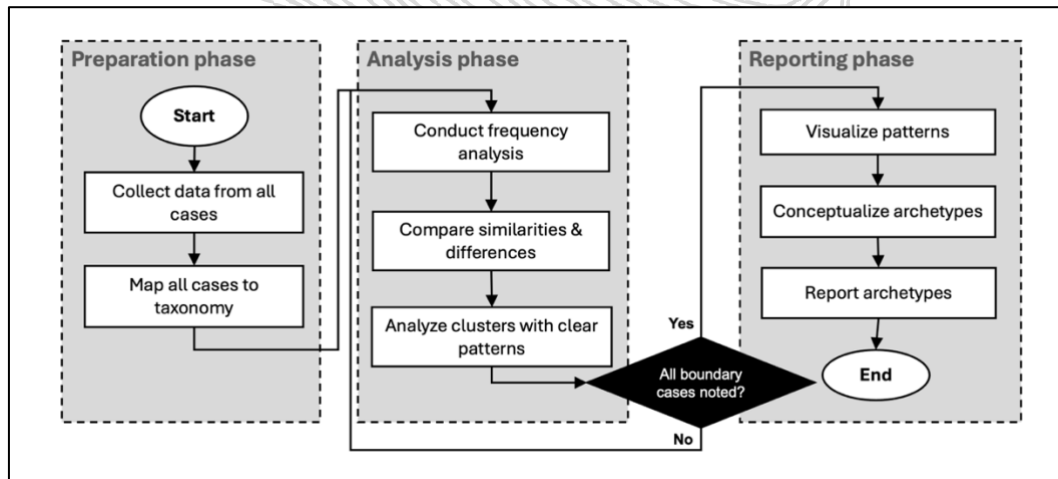 Preparation phase
Start
Collect data from all
cases
Map all cases to
taxonomy
Analysis phase
Conduct frequency
analysis
Compare similarities &
differences
Analyze clusters with clear
patterns
All boundary
cases noted?
Yes
No
Reporting phase
Visualize patterns
Conceptualize archetypes
Report archetypes
End